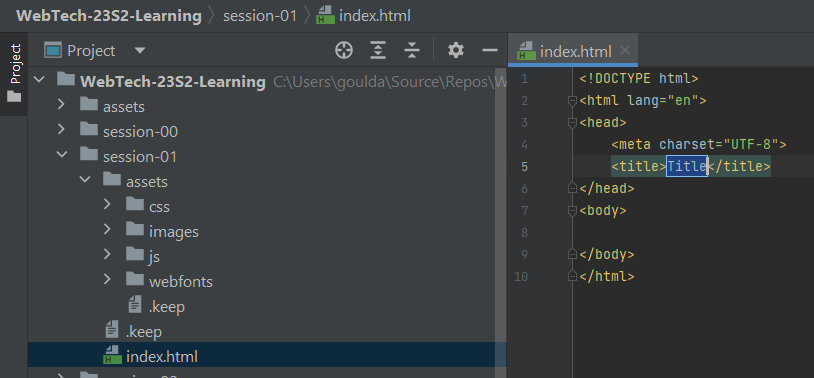 WebTech-23S2-Learning session-01 index.html
Project
Project
WebTech-23S2-Learning C:\Users\goulda\Source\Repos\W
assets
session-00
session-01
assets
css
images
js
webfonts
.keep
.keep
index.html
index.html
1 <!DOCTYPE html>
2 <html lang="en">
3 <head>
4 <meta charset="UTF-8">
5 <title>Title</title>
6 </head>
7 <body>
8
9 </body>
10 </html>